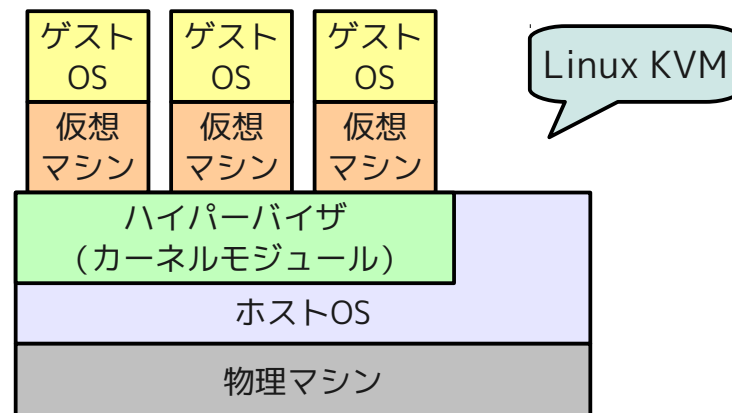 ゲスト
OS
ゲスト
OS
ゲスト
OS
Linux KVM
仮想
マシン
仮想
マシン
仮想
マシン
ハイパーバイザ
(カーネルモジュール)
ホストOS
物理マシン